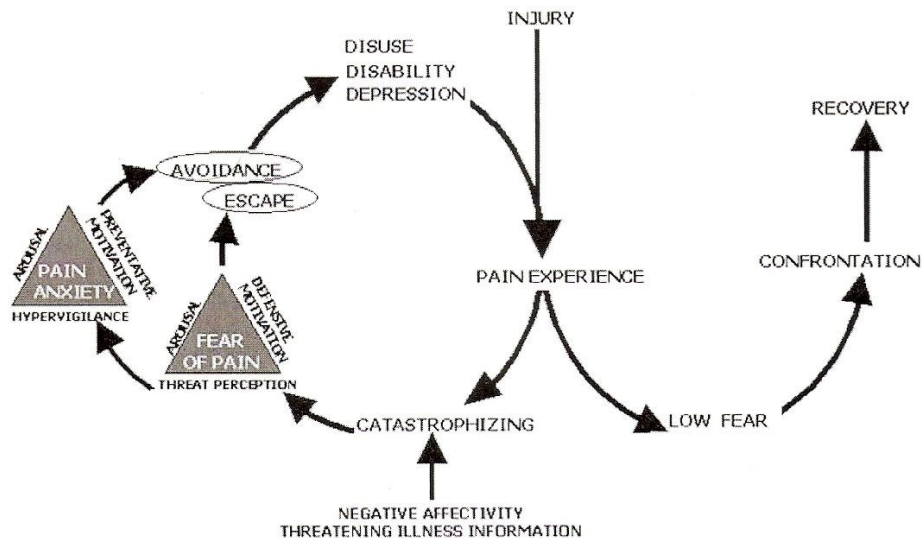 INJURY
DISUSE
DISABILITY
DEPRESSION
RECOVERY
AVOIDANCE
ESCAPE
AROUSAL
PREVENTATIVE
MOTIVATION
PAIN
ANXIETY
HYPERVIGILANCE
PAIN EXPERIENCE
CONFRONTATION
AROUSAL
DEFENSIVE
MOTIVATION
FEAR
OF PAIN
THREAT PERCEPTION
CATASTROPHIZING
LOW FEAR
NEGATIVE AFFECTIVITY
THREATENING ILLNESS INFORMATION